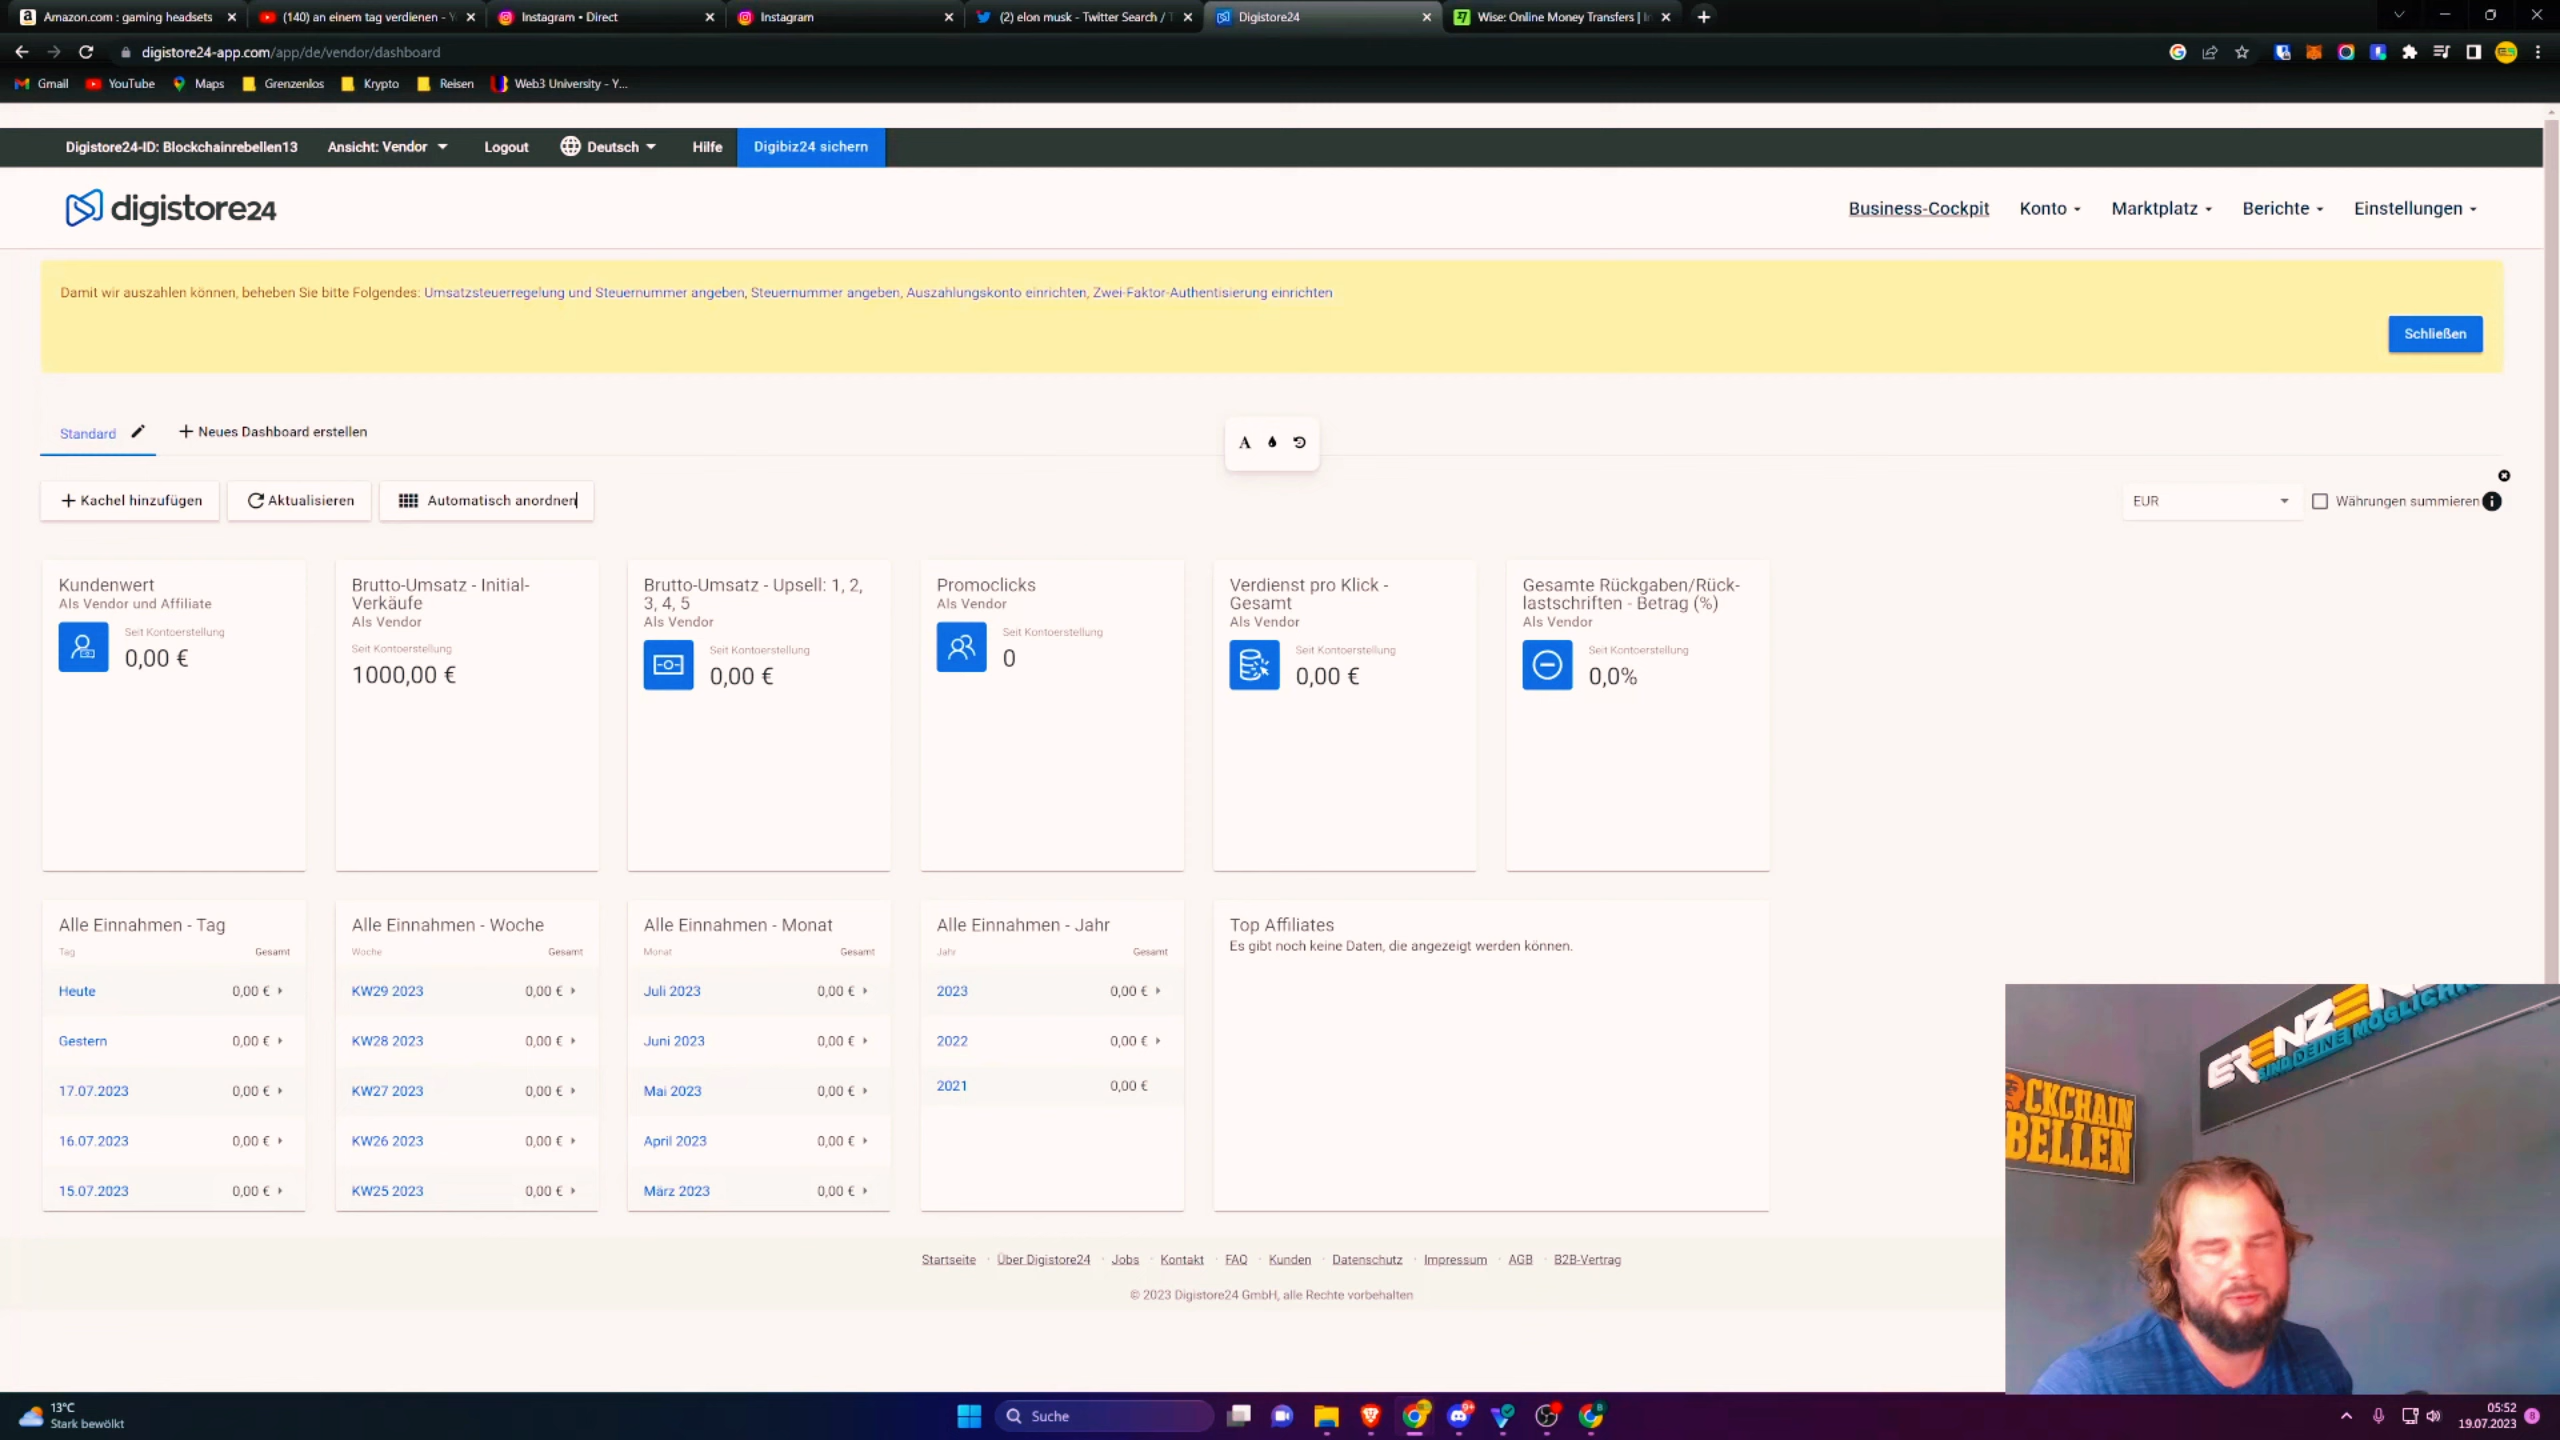 Amazon.com : gaming headsets
(140) an einem tag verdienen - Y
Instagram • Direct
Instagram
(2) elon musk - Twitter Search / T
Digistore24
Wise: Online Money Transfers | In
digistore24-app.com/app/de/vendor/dashboard
Gmail
YouTube
Maps
Grenzenlos
Krypto
Reisen
Web3 University - Y...
Digistore24-ID: Blockchainrebellen13
Ansicht: Vendor
Logout
Deutsch
Hilfe
Digibiz24 sichern
digistore24
Business-Cockpit
Konto
Marktplatz
Berichte
Einstellungen
Damit wir auszahlen können, beheben Sie bitte Folgendes: Umsatzsteuerregelung und Steuernummer angeben, Steuernummer angeben, Auszahlungskonto einrichten, Zwei-Faktor-Authentisierung einrichten
Schließen
Standard
Neues Dashboard erstellen
A
Kachel hinzufügen
Aktualisieren
Automatisch anordnen
EUR
Währungen summieren
Kundenwert
Als Vendor und Affiliate
Seit Kontoerstellung
0,00 €
Brutto-Umsatz - Initial-
Verkäufe
Als Vendor
Seit Kontoerstellung
1000,00 €
Brutto-Umsatz - Upsell: 1, 2,
3, 4, 5
Als Vendor
Seit Kontoerstellung
0,00 €
Promoclicks
Als Vendor
Seit Kontoerstellung
0
Verdienst pro Klick -
Gesamt
Als Vendor
Seit Kontoerstellung
0,00 €
Gesamte Rückgaben/Rück-
lastschriften - Betrag (%)
Als Vendor
Seit Kontoerstellung
0,0%
Alle Einnahmen - Tag
Tag Gesamt
Heute 0,00 €
Gestern 0,00 €
17.07.2023 0,00 €
16.07.2023 0,00 €
15.07.2023 0,00 €
Alle Einnahmen - Woche
Woche Gesamt
KW29 2023 0,00 €
KW28 2023 0,00 €
KW27 2023 0,00 €
KW26 2023 0,00 €
KW25 2023 0,00 €
Alle Einnahmen - Monat
Monat Gesamt
Juli 2023 0,00 €
Juni 2023 0,00 €
Mai 2023 0,00 €
April 2023 0,00 €
März 2023 0,00 €
Alle Einnahmen - Jahr
Jahr Gesamt
2023 0,00 €
2022 0,00 €
2021 0,00 €
Top Affiliates
Es gibt noch keine Daten, die angezeigt werden können.
ERENZEN
SIND DEINE MÖGLICHK
OCKCHAIN
BELLEN
Startseite · Über Digistore24 · Jobs · Kontakt · FAQ · Kunden · Datenschutz · Impressum · AGB · B2B-Vertrag
© 2023 Digistore24 GmbH, alle Rechte vorbehalten
13°C
Stark bewölkt
Suche
05:52
19.07.2023
8